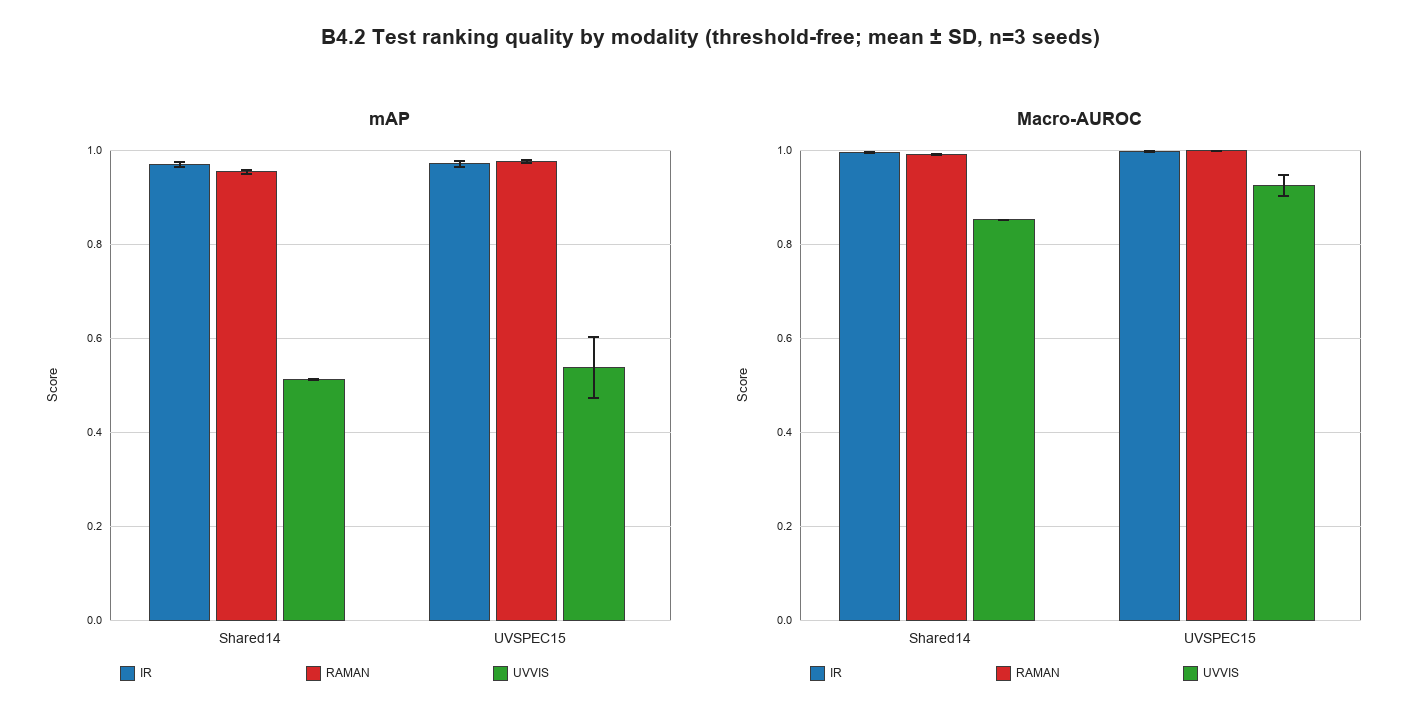 B4.2 Test ranking quality by modality (threshold-free; mean ± SD, n=3 seeds)
mAP
1.0
0.8
0.6
0.4
0.2
0.0
Score
Shared14
UVSPEC15
IR
RAMAN
UVVIS
Macro-AUROC
1.0
0.8
0.6
0.4
0.2
0.0
Score
Shared14
UVSPEC15
IR
RAMAN
UVVIS